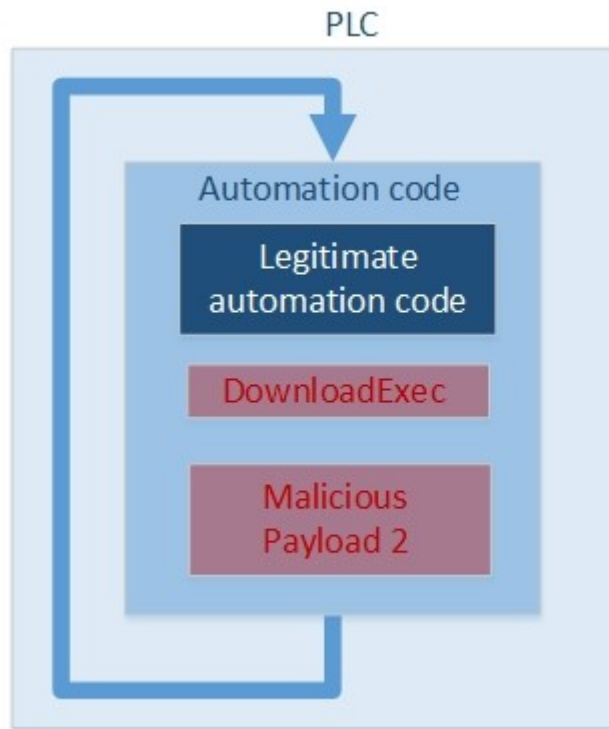 PLC
Automation code
Legitimate
automation code
DownloadExec
Malicious
Payload 2